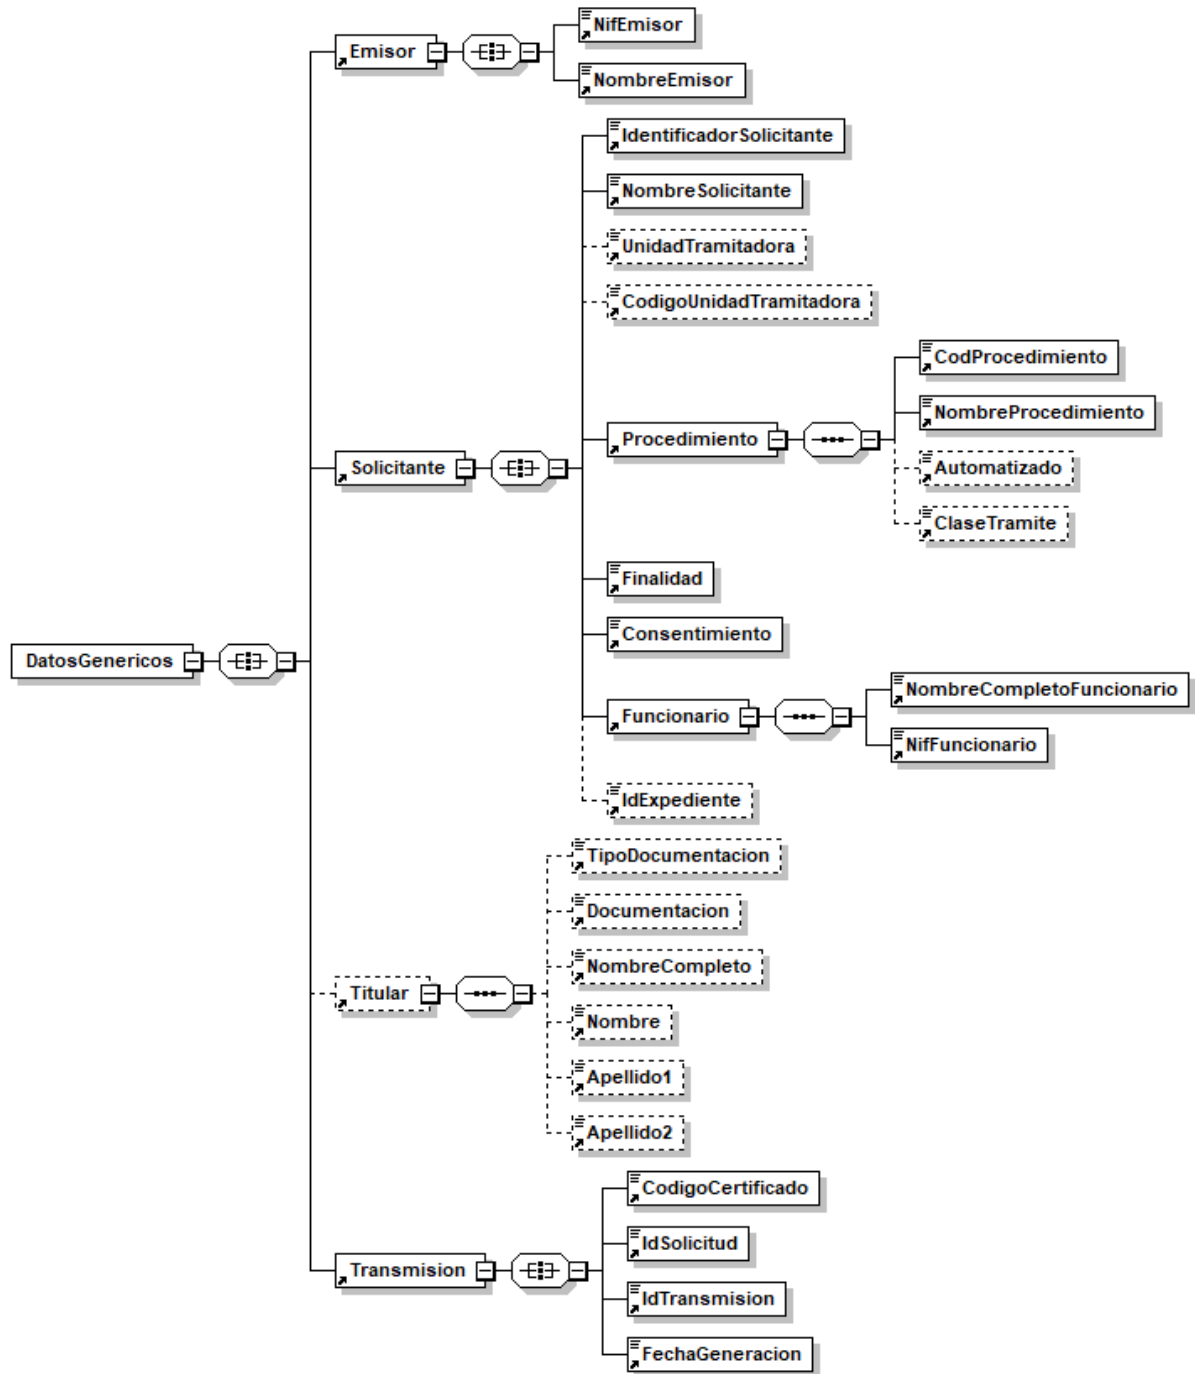 DatosGenericos
Emisor
NifEmisor
NombreEmisor
Solicitante
IdentificadorSolicitante
NombreSolicitante
UnidadTramitadora
CodigoUnidadTramitadora
Procedimiento
CodProcedimiento
NombreProcedimiento
Automatizado
ClaseTramite
Finalidad
Consentimiento
Funcionario
NombreCompletoFuncionario
NifFuncionario
IdExpediente
Titular
TipoDocumentacion
Documentacion
NombreCompleto
Nombre
Apellido1
Apellido2
Transmision
CodigoCertificado
IdSolicitud
IdTransmision
FechaGeneracion